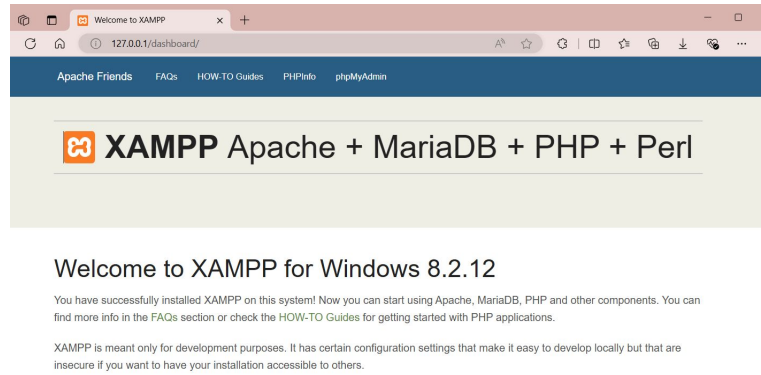 Welcome to XAMPP
127.0.0.1/dashboard/
Apache Friends FAQs HOW-TO Guides PHPInfo phpMyAdmin
XAMPP Apache + MariaDB + PHP + Perl
Welcome to XAMPP for Windows 8.2.12
You have successfully installed XAMPP on this system! Now you can start using Apache, MariaDB, PHP and other components. You can
find more info in the FAQs section or check the HOW-TO Guides for getting started with PHP applications.
XAMPP is meant only for development purposes. It has certain configuration settings that make it easy to develop locally but that are
insecure if you want to have your installation accessible to others.